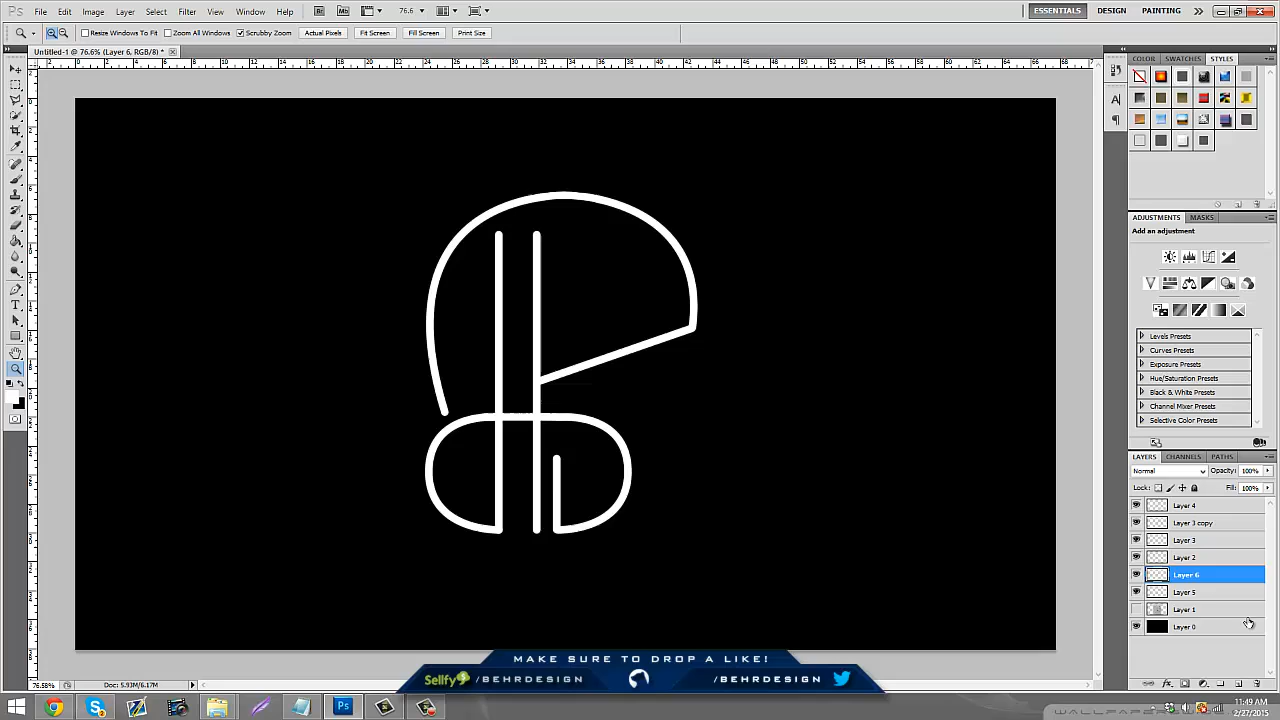 Ps File Edit Image Layer Select Filter View Window Help Br Mb 76.6 ESSENTIALS DESIGN PAINTING
Resize Windows To Fit Zoom All Windows Scrubby Zoom Actual Pixels Fit Screen Fill Screen Print Size
Untitled-1 @ 76.6% (Layer 6, RGB/8) *
COLOR SWATCHES STYLES
ADJUSTMENTS MASKS
Add an adjustment
Levels Presets
Curves Presets
Exposure Presets
Hue/Saturation Presets
Black & White Presets
Channel Mixer Presets
Selective Color Presets
LAYERS CHANNELS PATHS
Normal Opacity: 100%
Lock: Fill: 100%
Layer 4
Layer 3 copy
Layer 3
Layer 2
Layer 6
Layer 5
Layer 1
Layer 0
MAKE SURE TO DROP A LIKE!
Sellfy /BEHRDESIGN /BEHRDESIGN
76.58% Doc: 5.93M/6.17M
11:49 AM
2/27/2015